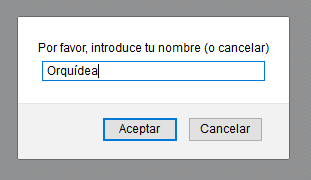 Por favor, introduce tu nombre (o cancelar)
Orquídea
Aceptar Cancelar